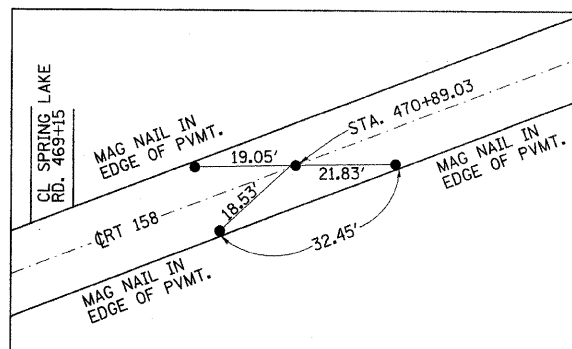 CL SPRING LAKE
RD. 469+15
MAG NAIL IN
EDGE OF PVMT.
STA. 470+89.03
19.05'
21.83'
MAG NAIL IN
EDGE OF PVMT.
18.53'
℄ RT 158
32.45'
MAG NAIL IN
EDGE OF PVMT.